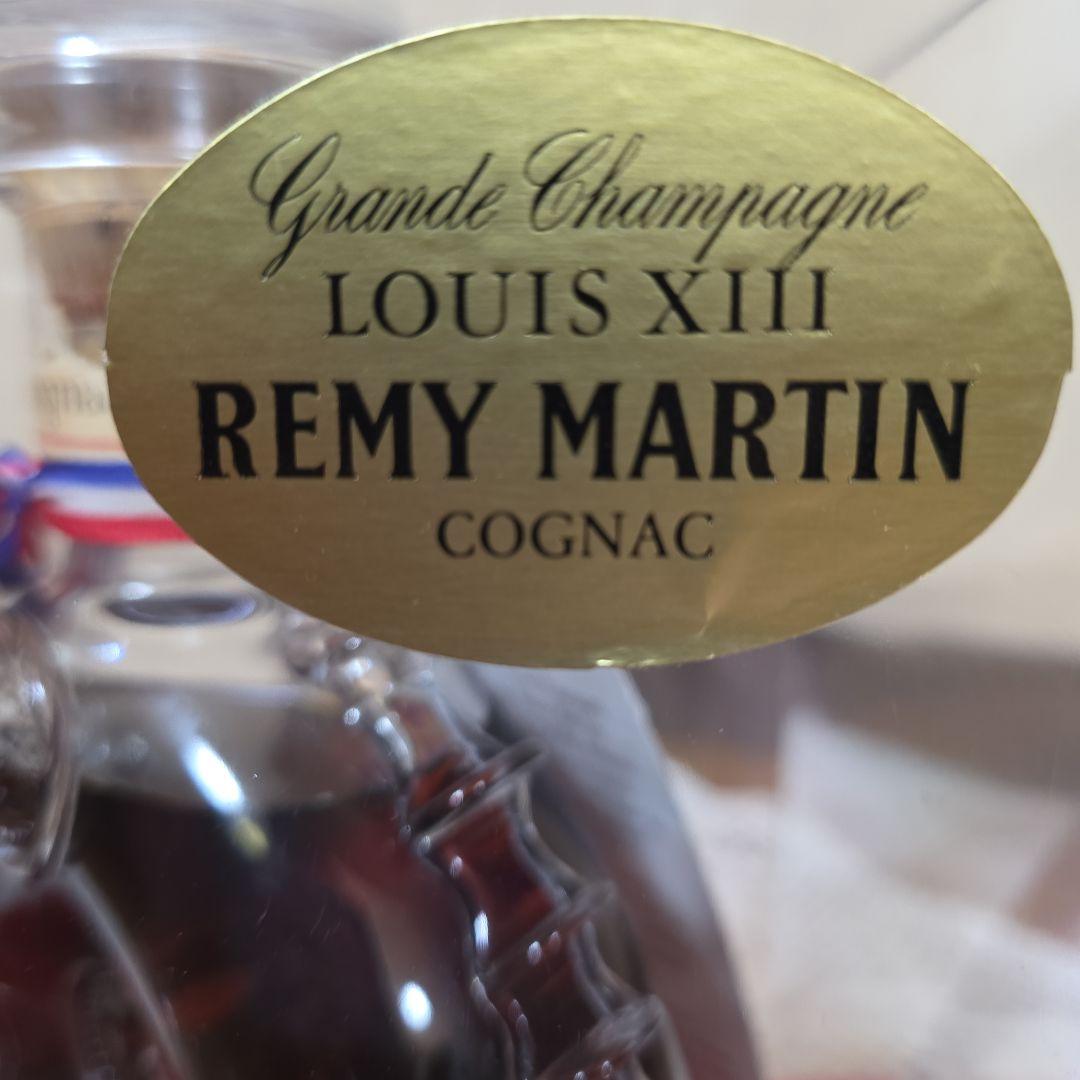 Grande Champagne
LOUIS XIII
REMY MARTIN
COGNAC